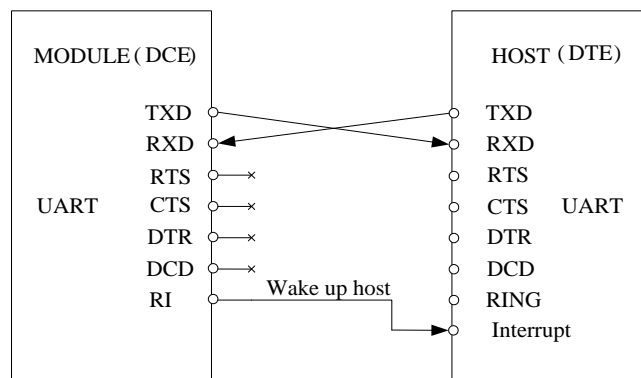 MODULE ( DCE )
TXD
RXD
RTS
CTS
DTR
DCD
RI
UART
Wake up host
HOST ( DTE )
TXD
RXD
RTS
CTS
DTR
DCD
RING
Interrupt
UART